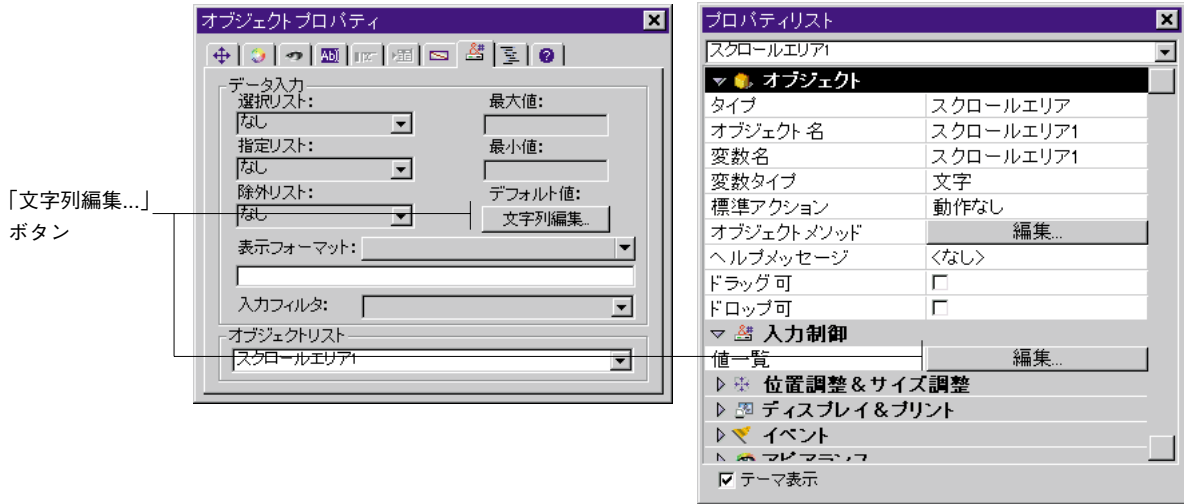 「文字列編集...」
ボタン
オブジェクトプロパティ
Ab
データ入力
選択リスト:
なし
最大値:
指定リスト:
なし
最小値:
除外リスト:
なし
デフォルト値:
文字列編集...
表示フォーマット:
入力フィルタ:
オブジェクトリスト
スクロールエリア1
プロパティリスト
スクロールエリア1
オブジェクト
タイプ スクロールエリア
オブジェクト名 スクロールエリア1
変数名 スクロールエリア1
変数タイプ 文字
標準アクション 動作なし
オブジェクトメソッド 編集...
ヘルプメッセージ <なし>
ドラッグ可
ドロップ可
入力制御
値一覧 編集...
位置調整&サイズ調整
ディスプレイ&プリント
イベント
アピアランス
テーマ表示